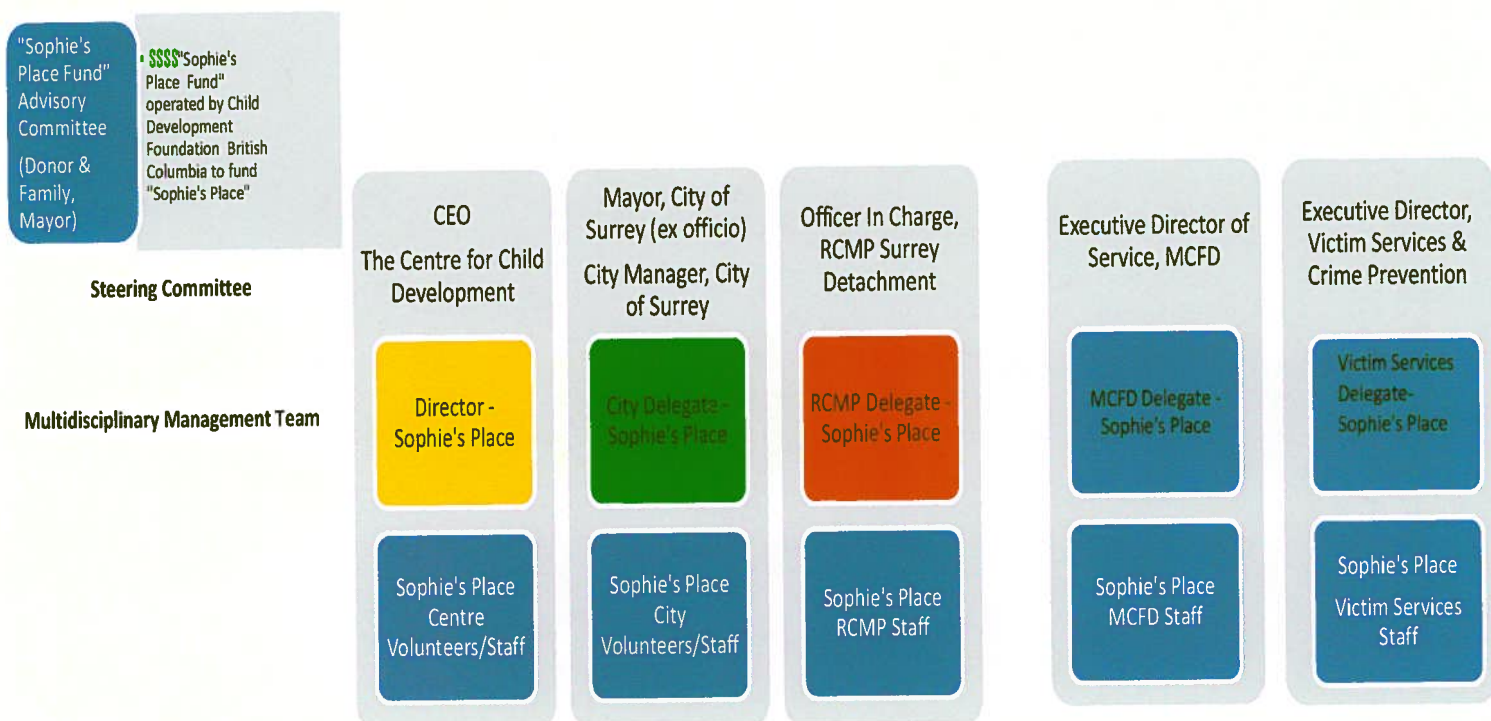 "Sophie's
Place Fund"
Advisory
Committee
(Donor &
Family,
Mayor)
• $$$$"Sophie's
Place Fund"
operated by Child
Development
Foundation British
Columbia to fund
"Sophie's Place"
Steering Committee
CEO
The Centre for Child
Development
Mayor, City of
Surrey (ex officio)
City Manager, City
of Surrey
Officer In Charge,
RCMP Surrey
Detachment
Executive Director of
Service, MCFD
Executive Director,
Victim Services &
Crime Prevention
Multidisciplinary Management Team
Director -
Sophie's Place
City Delegate -
Sophie's Place
RCMP Delegate -
Sophie's Place
MCFD Delegate -
Sophie's Place
Victim Services
Delegate-
Sophie's Place
Sophie's Place
Centre
Volunteers/Staff
Sophie's Place
City
Volunteers/Staff
Sophie's Place
RCMP Staff
Sophie's Place
MCFD Staff
Sophie's Place
Victim Services
Staff